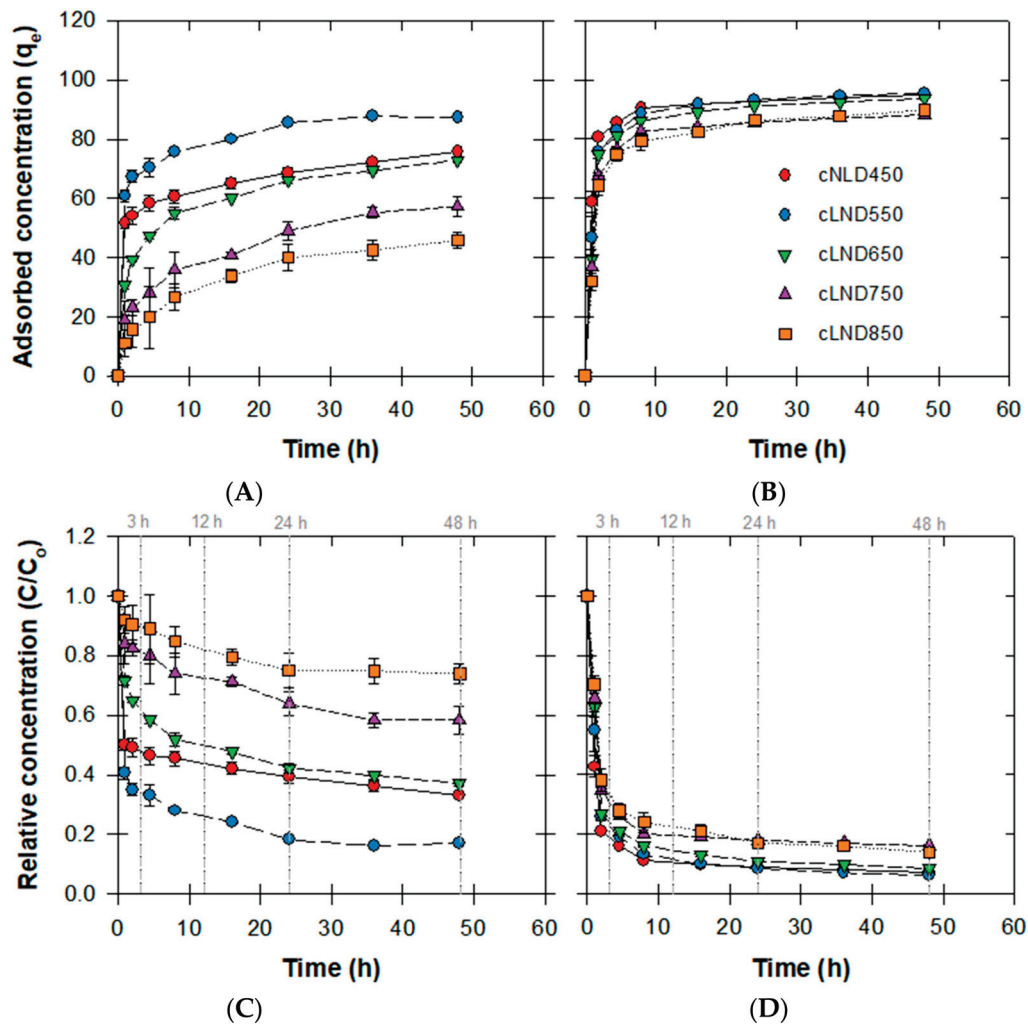 Adsorbed concentration (qe)
120
100
80
60
40
20
0
0 10 20 30 40 50 60
Time (h)
(A)
cNLD450
cLND550
cLND650
cLND750
cLND850
0 10 20 30 40 50 60
Time (h)
(B)
3 h 12 h 24 h 48 h
Relative concentration (C/Co)
1.2
1.0
0.8
0.6
0.4
0.2
0.0
0 10 20 30 40 50 60
Time (h)
(C)
3 h 12 h 24 h 48 h
0 10 20 30 40 50 60
Time (h)
(D)